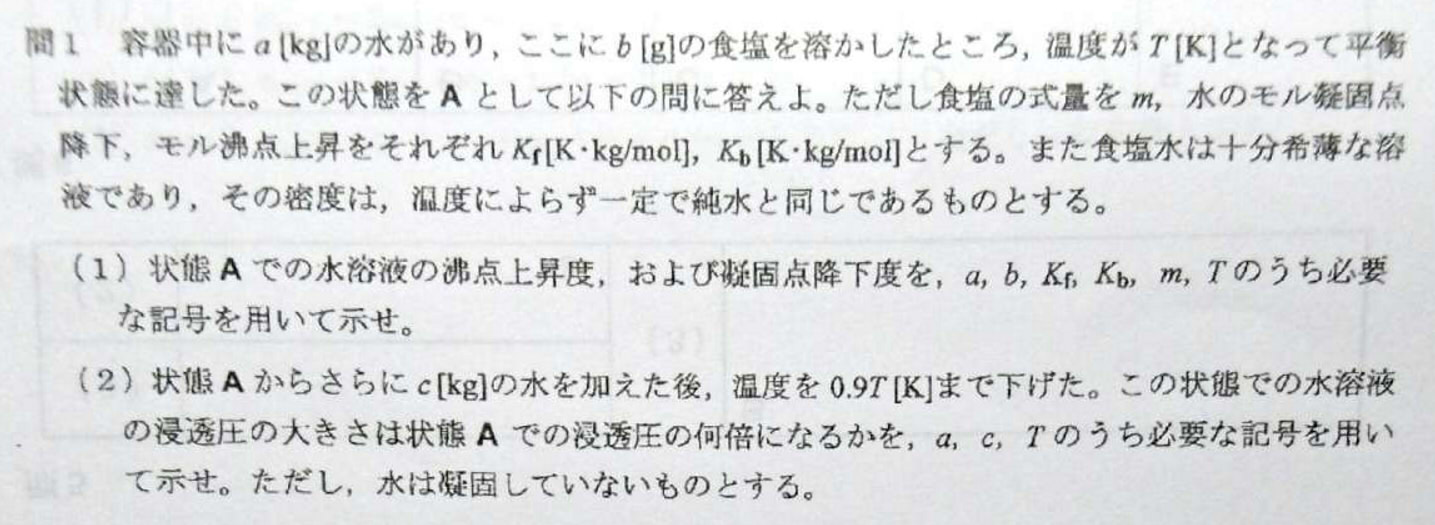 問1 容器中に a [kg]の水があり,ここに b [g]の食塩を溶かしたところ,温度が T [K]となって平衡
状態に達した。この状態を A として以下の問に答えよ。ただし食塩の式量を m, 水のモル凝固点
降下,モル沸点上昇をそれぞれ Kf[K·kg/mol], Kb[K·kg/mol]とする。また食塩水は十分希薄な溶
液であり,その密度は,温度によらず一定で純水と同じであるものとする。
(1) 状態 A での水溶液の沸点上昇度,および凝固点降下度を,a, b, Kf, Kb, m, T のうち必要
な記号を用いて示せ。
(2) 状態 A からさらに c [kg]の水を加えた後,温度を 0.9T [K]まで下げた。この状態での水溶液
の浸透圧の大きさは状態 A での浸透圧の何倍になるかを,a, c, T のうち必要な記号を用い
て示せ。ただし,水は凝固していないものとする。